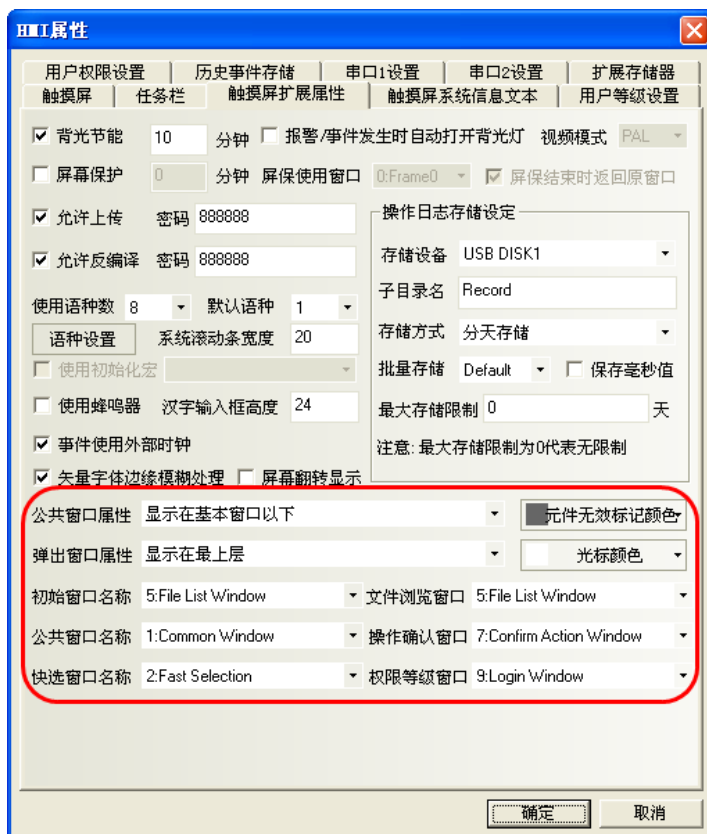 HMI属性
用户权限设置 历史事件存储 串口1设置 串口2设置 扩展存储器
触摸屏 任务栏 触摸屏扩展属性 触摸屏系统信息文本 用户等级设置
背光节能 10 分钟 报警/事件发生时自动打开背光灯 视频模式 PAL
屏幕保护 0 分钟 屏保使用窗口 0:Frame0 屏保结束时返回原窗口
允许上传 密码 888888
允许反编译 密码 888888
使用语种数 8 默认语种 1
语种设置 系统滚动条宽度 20
使用初始化宏
使用蜂鸣器 汉字输入框高度 24
事件使用外部时钟
矢量字体边缘模糊处理 屏幕翻转显示
操作日志存储设定
存储设备 USB DISK1
子目录名 Record
存储方式 分天存储
批量存储 Default 保存毫秒值
最大存储限制 0 天
注意:最大存储限制为0代表无限制
公共窗口属性 显示在基本窗口以下 元件无效标记颜色
弹出窗口属性 显示在最上层 光标颜色
初始窗口名称 5:File List Window 文件浏览窗口 5:File List Window
公共窗口名称 1:Common Window 操作确认窗口 7:Confirm Action Window
快选窗口名称 2:Fast Selection 权限等级窗口 9:Login Window
确定 取消